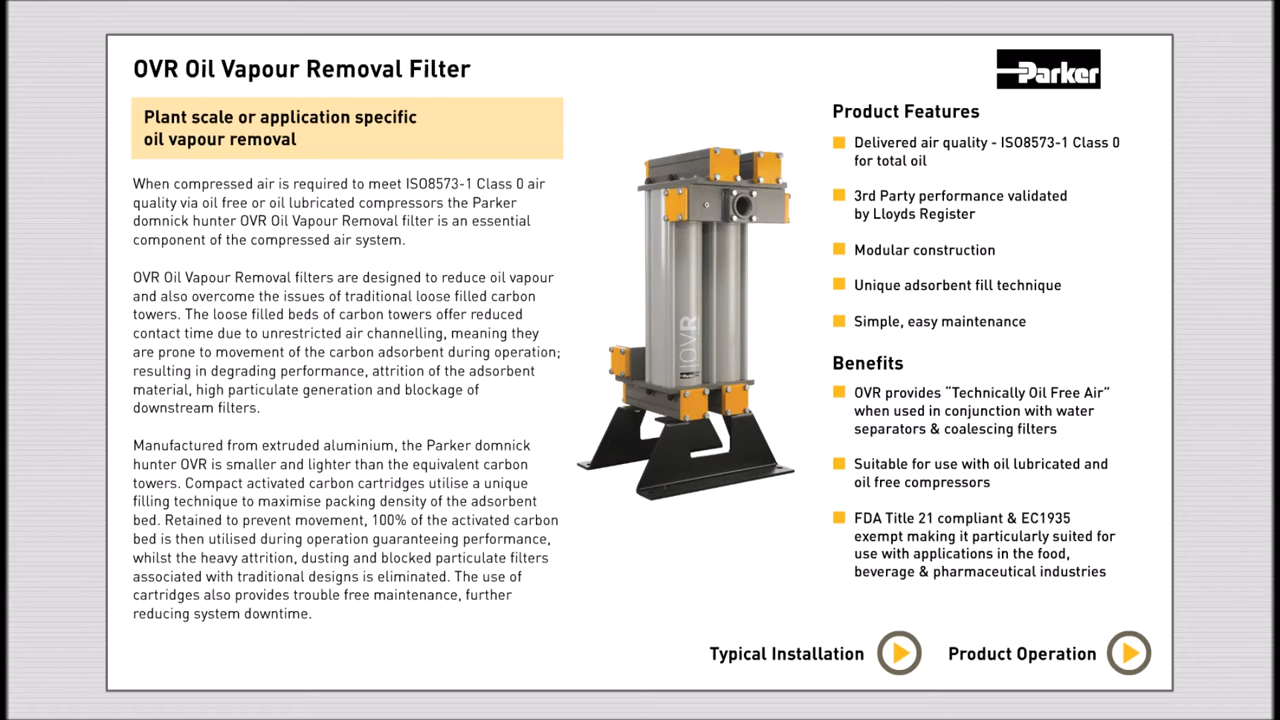 OVR Oil Vapour Removal Filter
Plant scale or application specific
oil vapour removal
When compressed air is required to meet ISO8573-1 Class 0 air
quality via oil free or oil lubricated compressors the Parker
domnick hunter OVR Oil Vapour Removal filter is an essential
component of the compressed air system.
OVR Oil Vapour Removal filters are designed to reduce oil vapour
and also overcome the issues of traditional loose filled carbon
towers. The loose filled beds of carbon towers offer reduced
contact time due to unrestricted air channelling, meaning they
are prone to movement of the carbon adsorbent during operation;
resulting in degrading performance, attrition of the adsorbent
material, high particulate generation and blockage of
downstream filters.
Manufactured from extruded aluminium, the Parker domnick
hunter OVR is smaller and lighter than the equivalent carbon
towers. Compact activated carbon cartridges utilise a unique
filling technique to maximise packing density of the adsorbent
bed. Retained to prevent movement, 100% of the activated carbon
bed is then utilised during operation guaranteeing performance,
whilst the heavy attrition, dusting and blocked particulate filters
associated with traditional designs is eliminated. The use of
cartridges also provides trouble free maintenance, further
reducing system downtime.
OVR
Parker
Parker
Product Features
Delivered air quality - ISO8573-1 Class 0
for total oil
3rd Party performance validated
by Lloyds Register
Modular construction
Unique adsorbent fill technique
Simple, easy maintenance
Benefits
OVR provides “Technically Oil Free Air”
when used in conjunction with water
separators & coalescing filters
Suitable for use with oil lubricated and
oil free compressors
FDA Title 21 compliant & EC1935
exempt making it particularly suited for
use with applications in the food,
beverage & pharmaceutical industries
Typical Installation
Product Operation